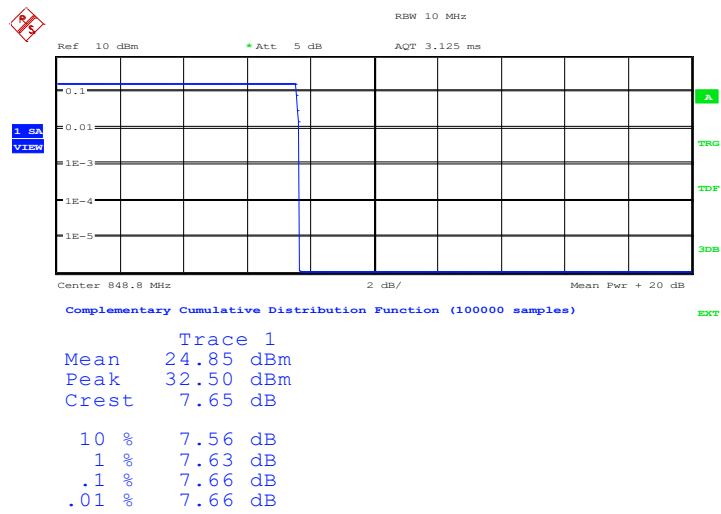 R S
RBW 10 MHz
Ref 10 dBm * Att 5 dB AQT 3.125 ms
0.1
A
0.01
1 SA
VIEW
TRG
1E-3
TDF
1E-4
1E-5
3DB
Center 848.8 MHz 2 dB/ Mean Pwr + 20 dB
Complementary Cumulative Distribution Function (100000 samples)
EXT
Trace 1
Mean 24.85 dBm
Peak 32.50 dBm
Crest 7.65 dB
10 % 7.56 dB
1 % 7.63 dB
.1 % 7.66 dB
.01 % 7.66 dB